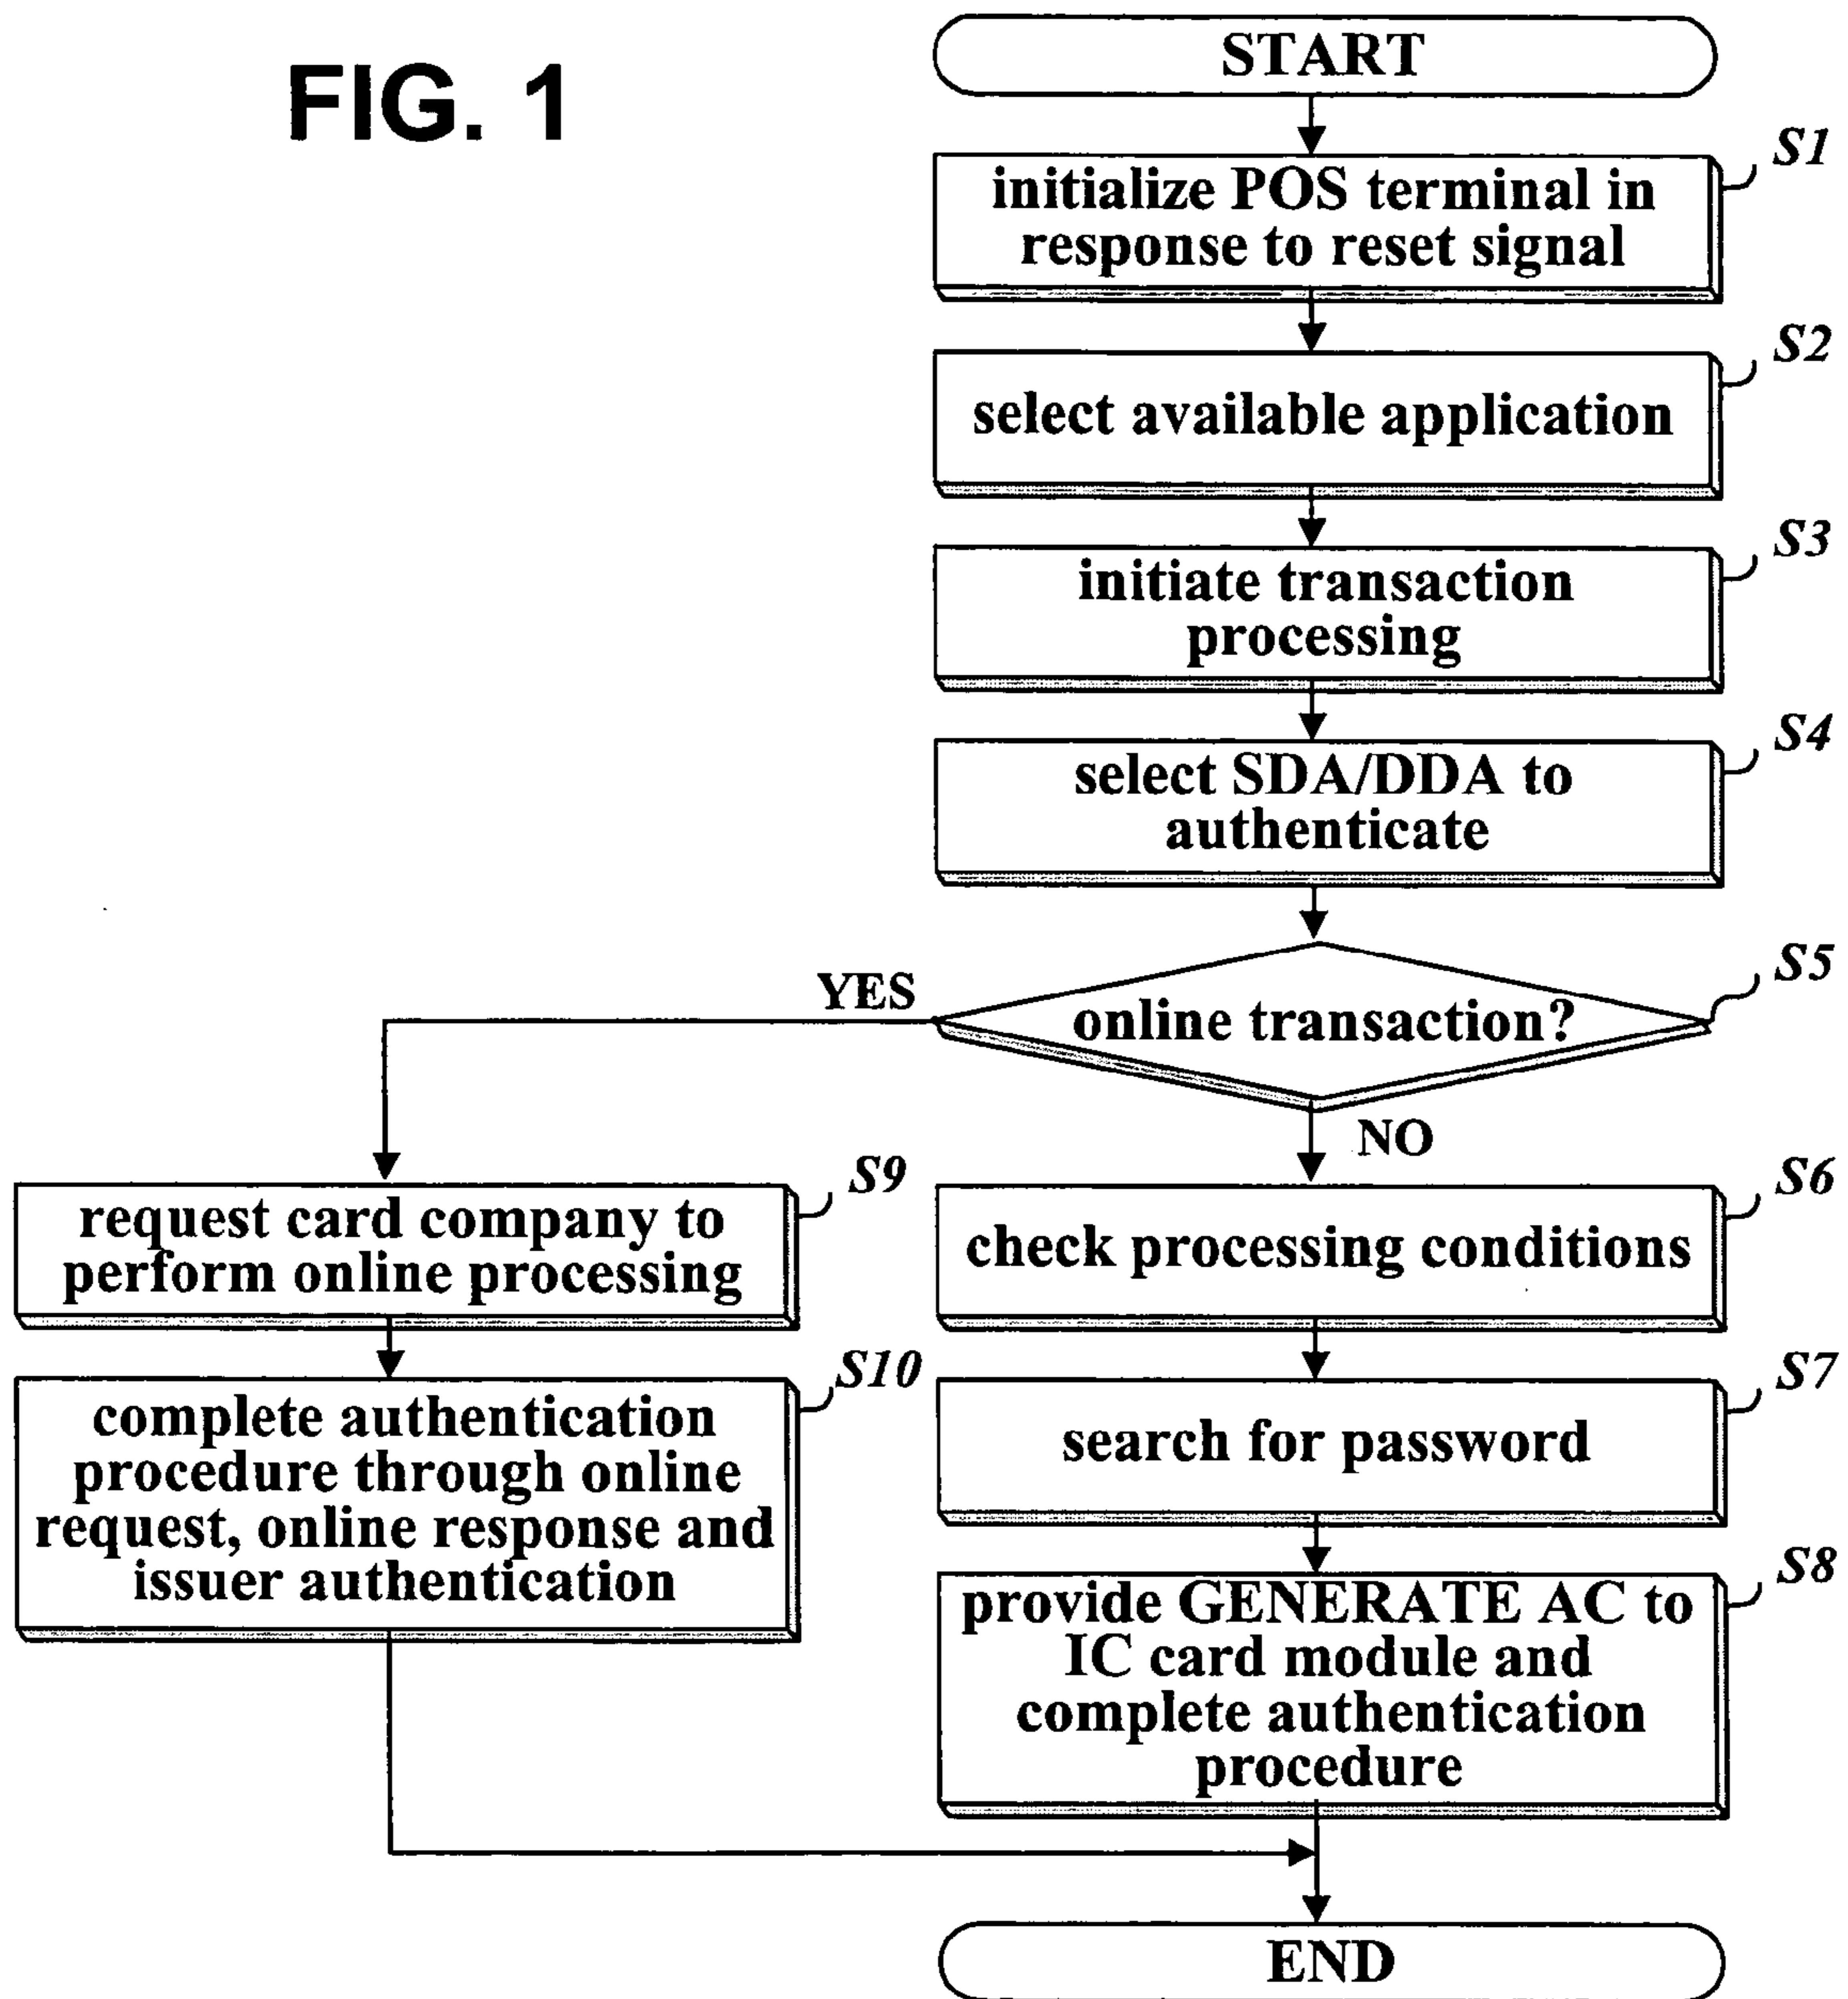 FIG. 1
START
S1
initialize POS terminal in
response to reset signal
S2
select available application
S3
initiate transaction
processing
S4
select SDA/DDA to
authenticate
S5
online transaction?
YES
NO
S9
request card company to
perform online processing
S10
complete authentication
procedure through online
request, online response and
issuer authentication
S6
check processing conditions
S7
search for password
S8
provide GENERATE AC to
IC card module and
complete authentication
procedure
END